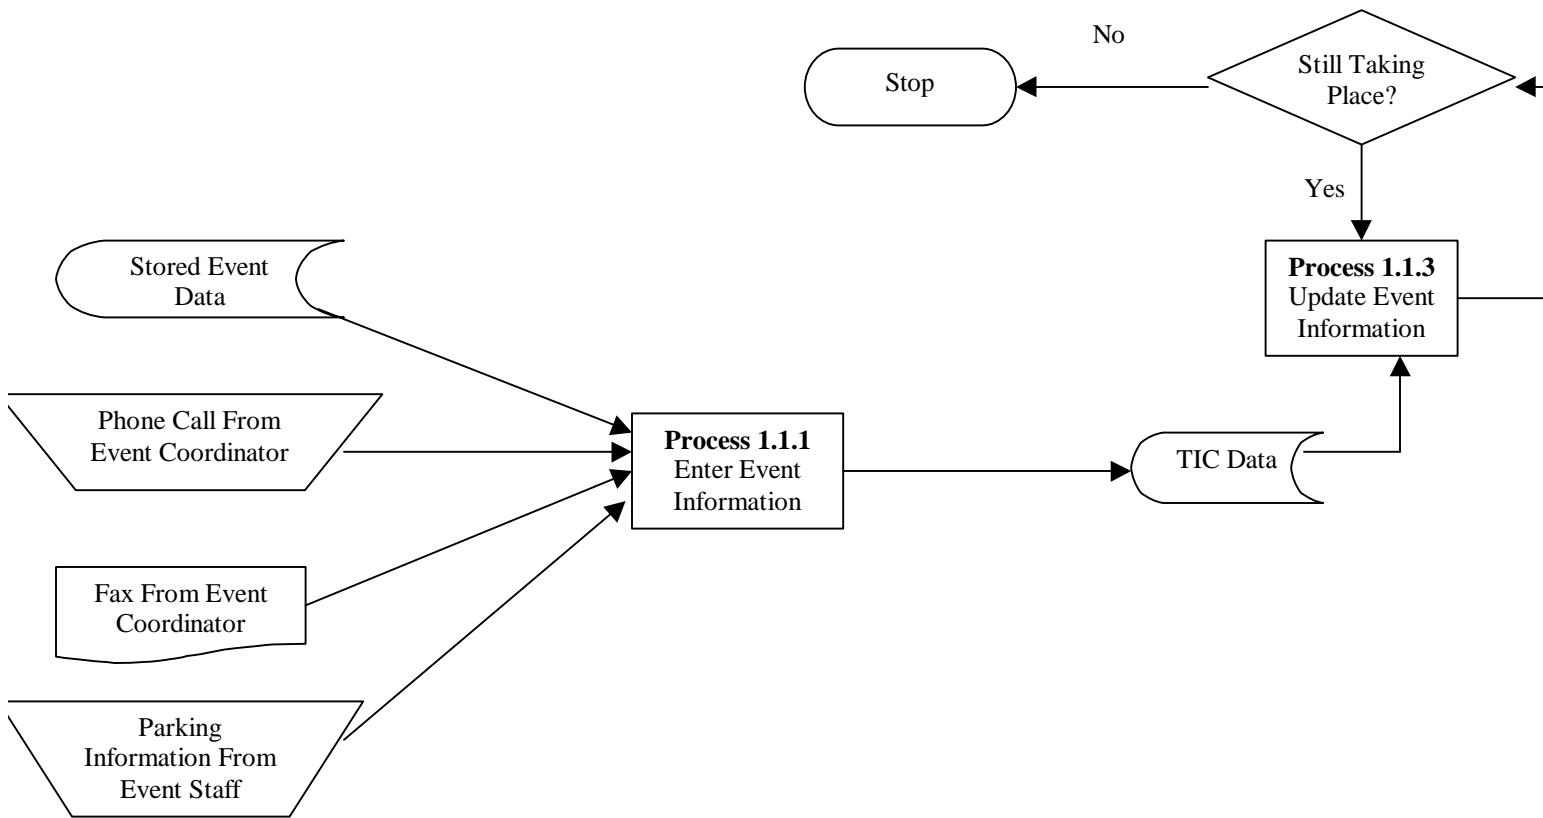 No
Stop
Still Taking
Place?
Yes
Stored Event
Data
Process 1.1.3
Update Event
Information
Phone Call From
Event Coordinator
Process 1.1.1
Enter Event
Information
TIC Data
Fax From Event
Coordinator
Parking
Information From
Event Staff